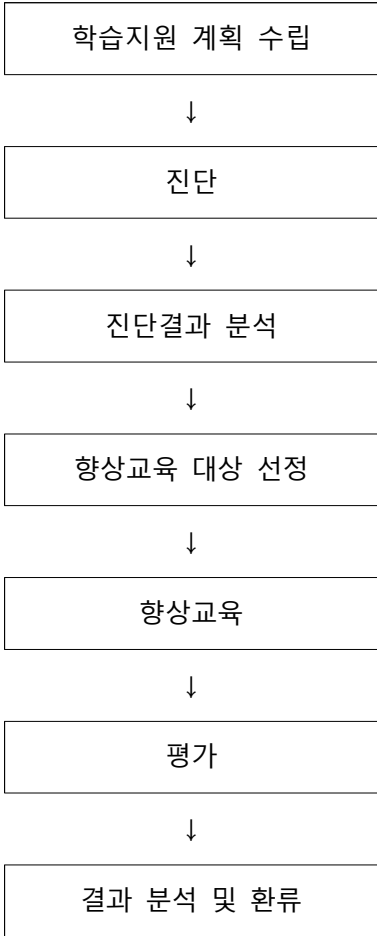 학습지원 계획 수립
↓
진단
↓
진단결과 분석
↓
향상교육 대상 선정
↓
향상교육
↓
평가
↓
결과 분석 및 환류